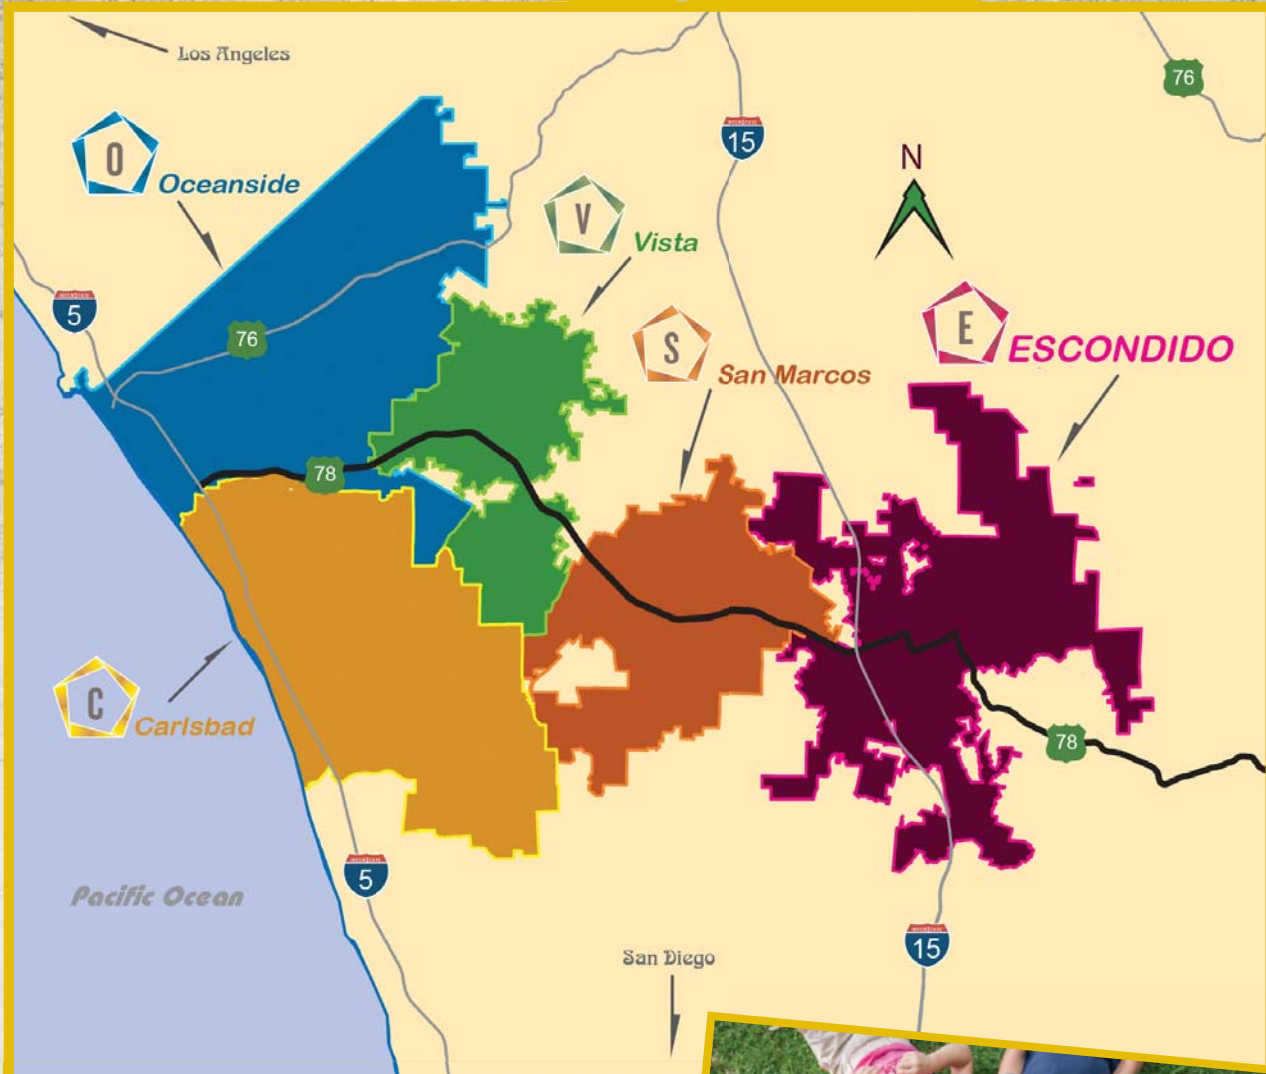 Los Angeles
76
15
N
O
Oceanside
V
Vista
5
E
ESCONDIDO
76
S
San Marcos
78
C
Carlsbad
78
5
Pacific Ocean
15
San Diego